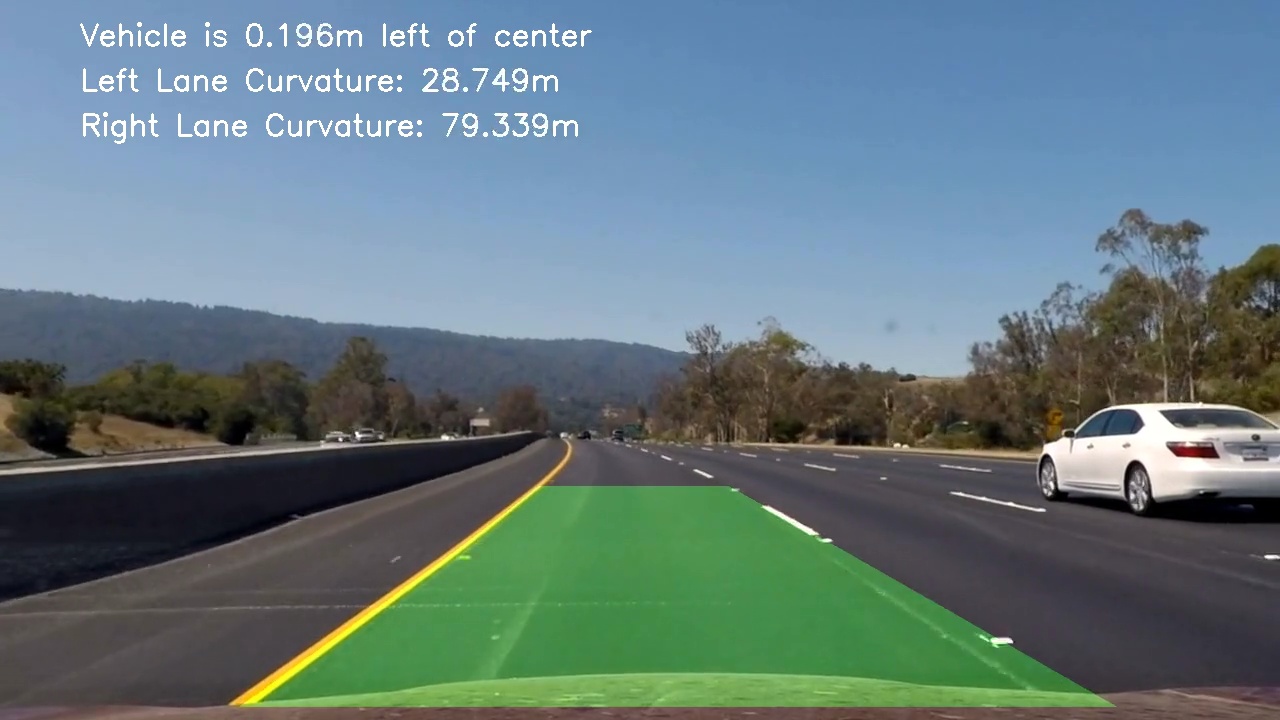 Vehicle is 0.196m left of center
Left Lane Curvature: 28.749m
Right Lane Curvature: 79.339m